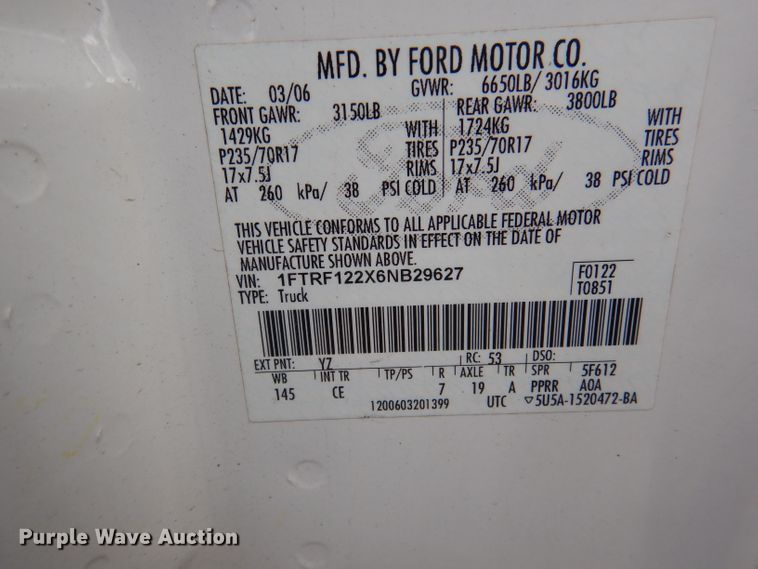 MFD. BY FORD MOTOR CO.
DATE: 03/06 GVWR: 6650LB/ 3016KG
FRONT GAWR: 3150LB REAR GAWR: 3800LB
1429KG WITH 1724KG WITH
P235/70R17 TIRES P235/70R17 TIRES
17x7.5J RIMS 17x7.5J RIMS
AT 260 kPa/ 38 PSI COLD AT 260 kPa/ 38 PSI COLD
Ford
THIS VEHICLE CONFORMS TO ALL APPLICABLE FEDERAL MOTOR
VEHICLE SAFETY STANDARDS IN EFFECT ON THE DATE OF
MANUFACTURE SHOWN ABOVE.
VIN: 1FTRF122X6NB29627 F0122
TYPE: Truck T0851
EXT PNT: YZ RC: 53 DSO:
WB INT TR TP/PS R AXLE TR SPR 5F612
145 CE 7 19 A PPRR A0A
1200603201399 UTC ▽5U5A-1520472-BA
Purple Wave Auction